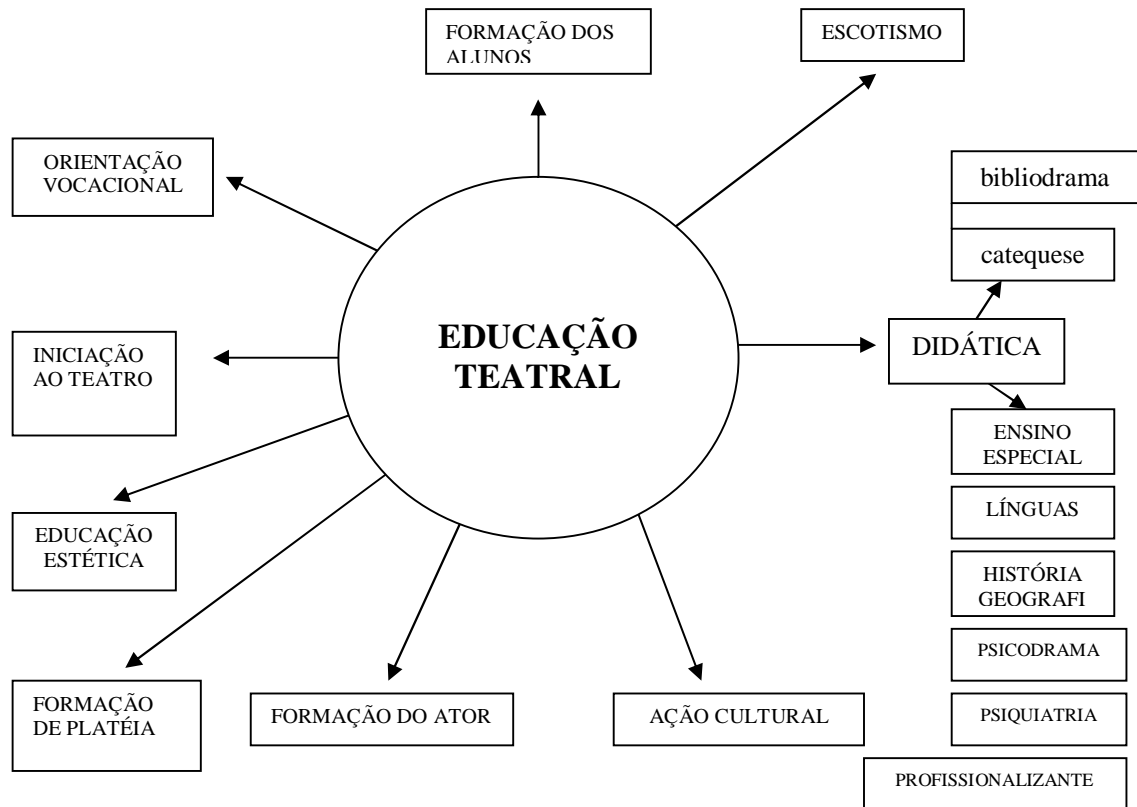 FORMAÇÃO DOS
ALUNOS
ESCOTISMO
ORIENTAÇÃO
VOCACIONAL
bibliodrama
catequese
EDUCAÇÃO
TEATRAL
DIDÁTICA
INICIAÇÃO
AO TEATRO
ENSINO
ESPECIAL
LÍNGUAS
EDUCAÇÃO
ESTÉTICA
HISTÓRIA
GEOGRAFI
PSICODRAMA
FORMAÇÃO
DE PLATÉIA
FORMAÇÃO DO ATOR
AÇÃO CULTURAL
PSIQUIATRIA
PROFISSIONALIZANTE